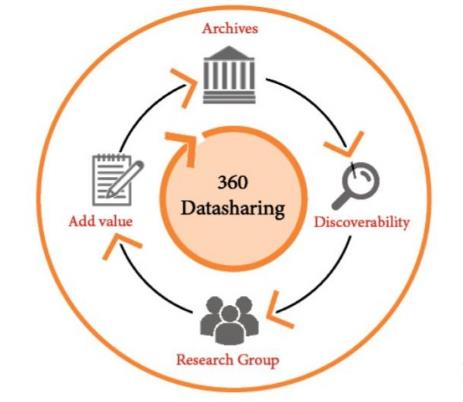 Archives
360
Datasharing
Add value
Discoverability
Research Group